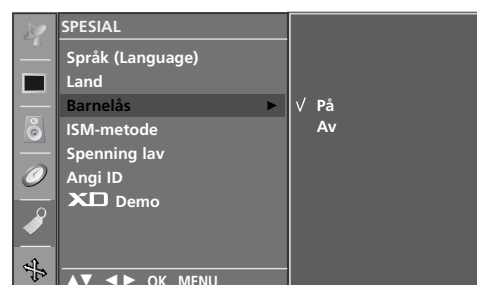 SPESIAL
Språk (Language)
Land
Barnelås ►
√ På
Av
ISM-metode
Spenning lav
Angi ID
XD Demo
▲▼ ◄► OK MENU